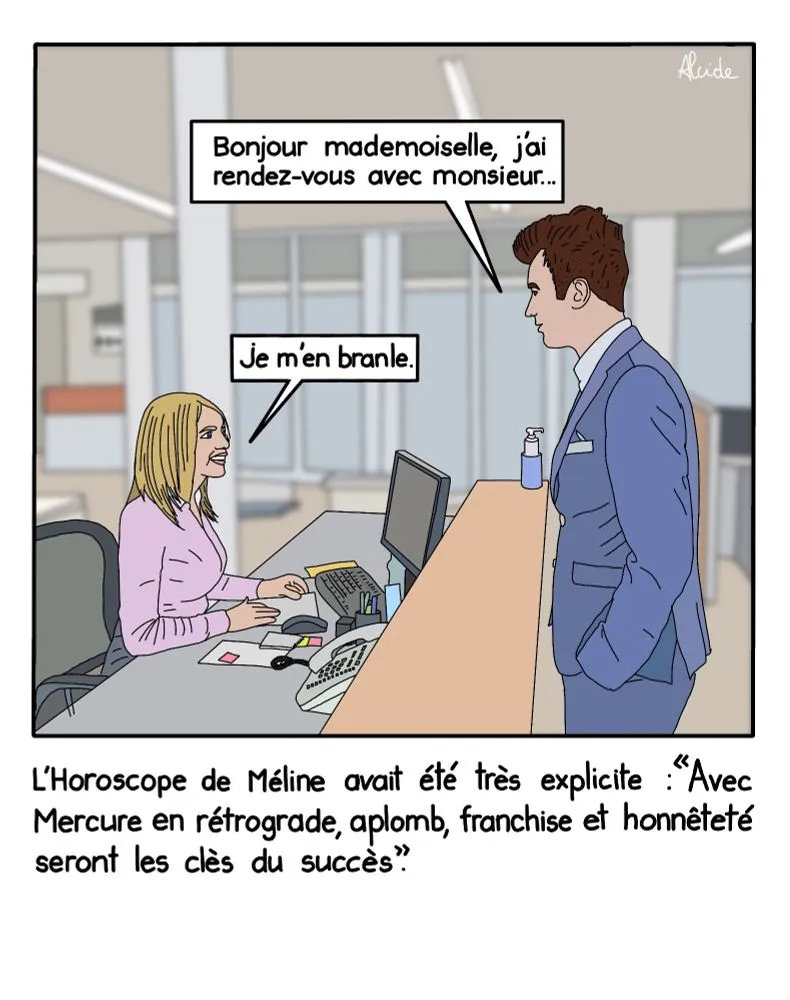 Alcide
Bonjour mademoiselle, j'ai
rendez-vous avec monsieur...
Je m'en branle.
L'Horoscope de Méline avait été très explicite : "Avec
Mercure en rétrograde, aplomb, franchise et honnêteté
seront les clès du succès".